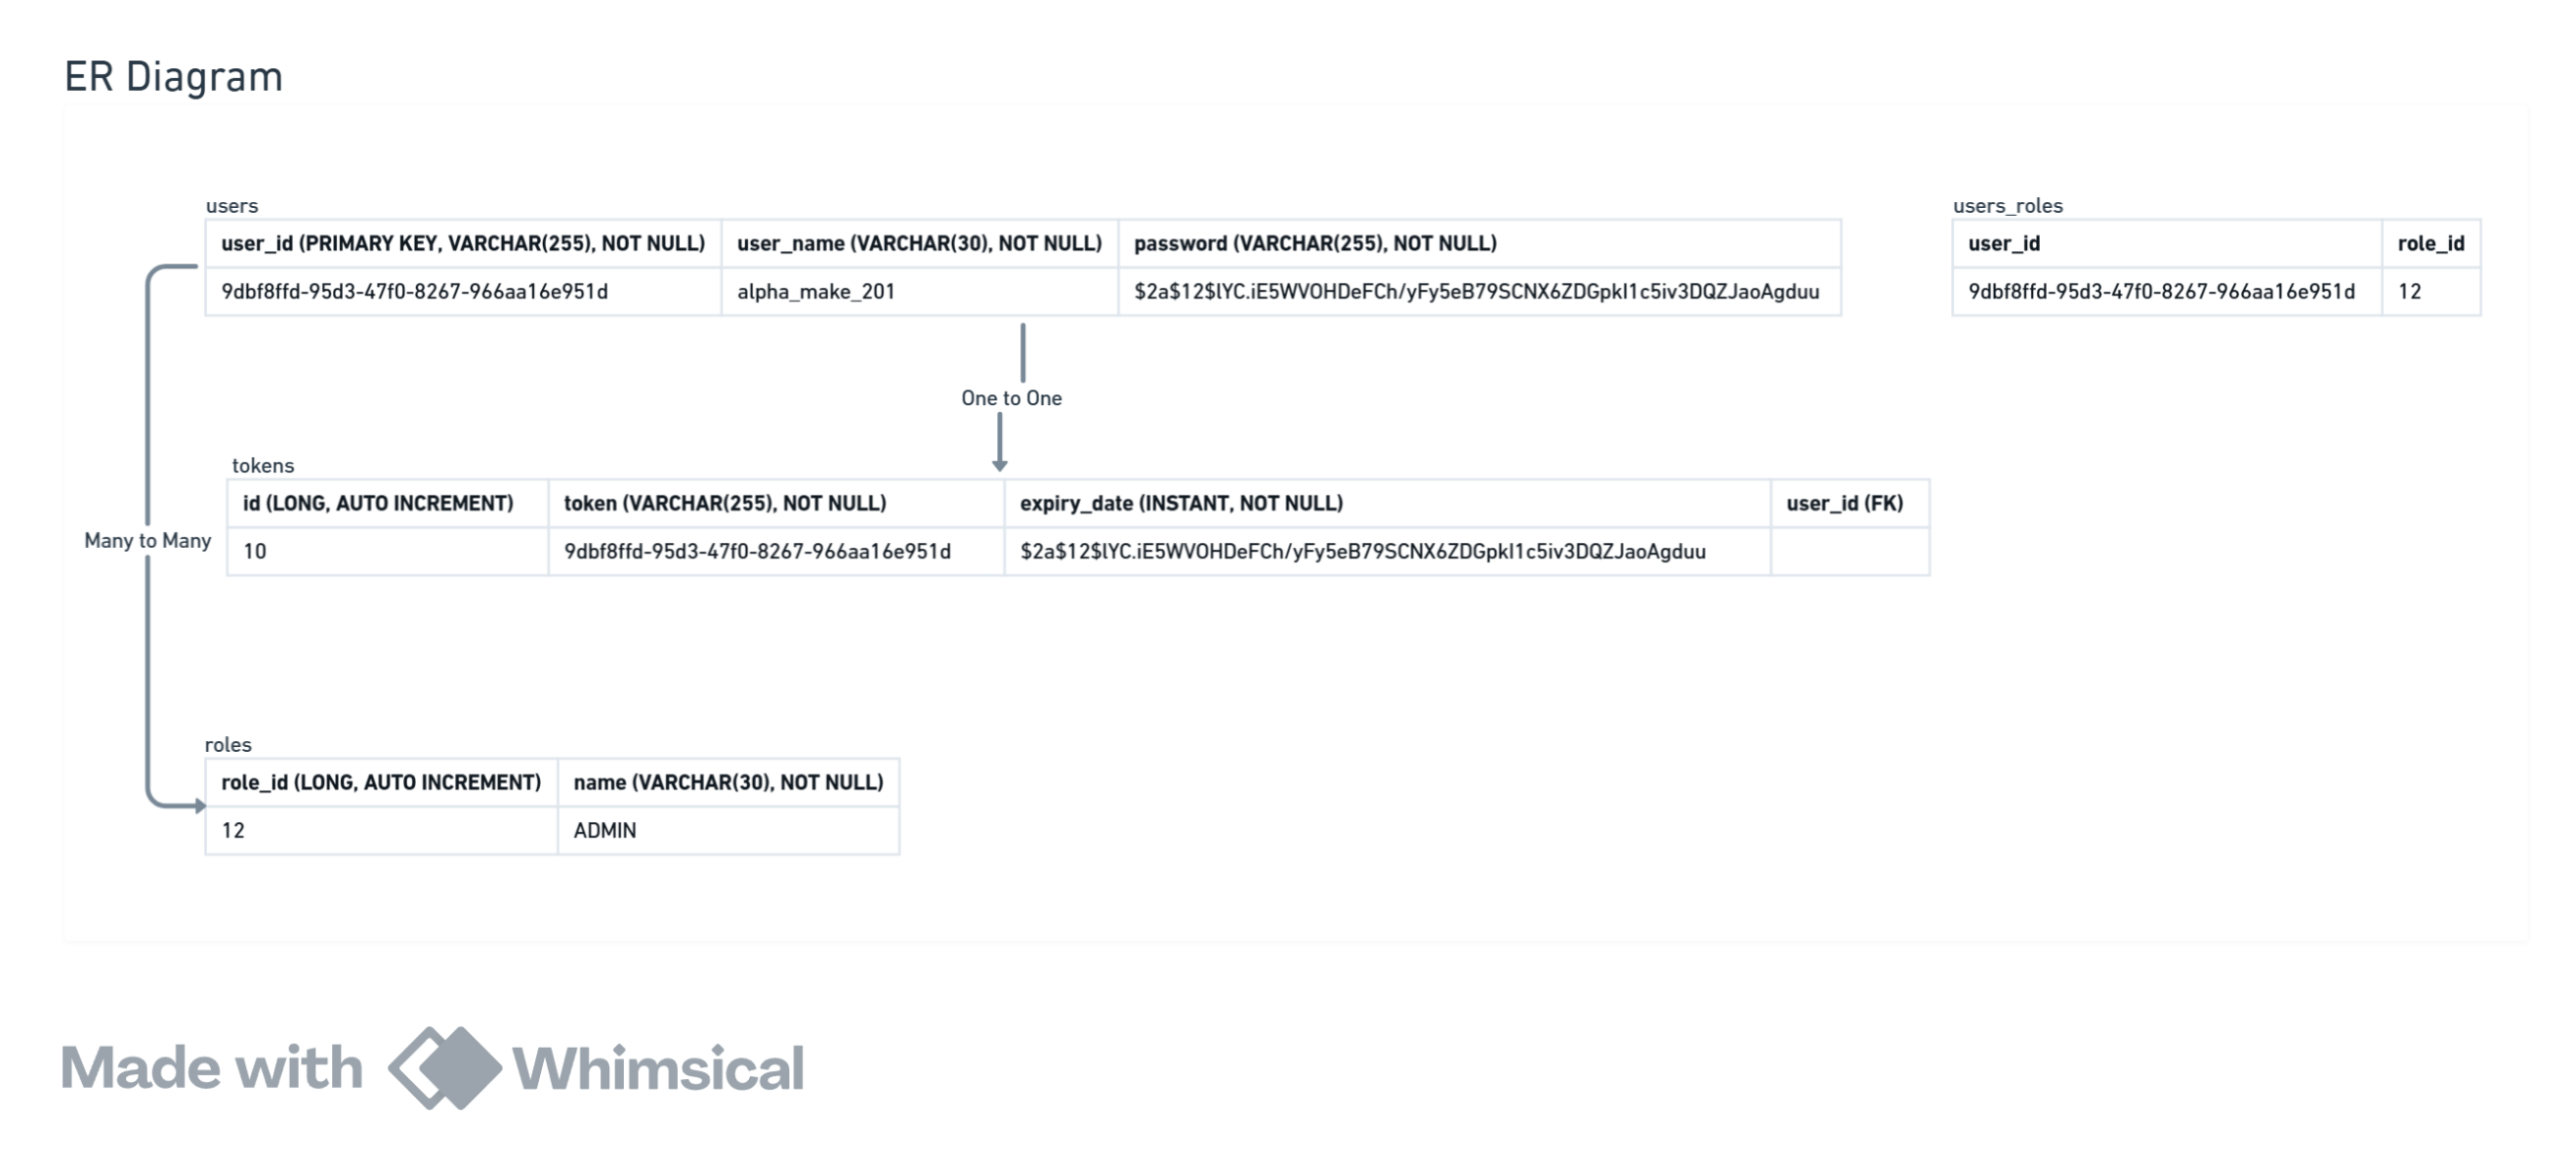 ER Diagram
users
user_id (PRIMARY KEY, VARCHAR(255), NOT NULL) user_name (VARCHAR(30), NOT NULL) password (VARCHAR(255), NOT NULL)
9dbf8ffd-95d3-47f0-8267-966aa16e951d alpha_make_201 $2a$12$lYC.iE5WVOHDeFCh/yFy5eB79SCNX6ZDGpkI1c5iv3DQZJaoAgduu
users_roles
user_id role_id
9dbf8ffd-95d3-47f0-8267-966aa16e951d 12
One to One
tokens
id (LONG, AUTO INCREMENT) token (VARCHAR(255), NOT NULL) expiry_date (INSTANT, NOT NULL) user_id (FK)
10 9dbf8ffd-95d3-47f0-8267-966aa16e951d $2a$12$lYC.iE5WVOHDeFCh/yFy5eB79SCNX6ZDGpkI1c5iv3DQZJaoAgduu
Many to Many
roles
role_id (LONG, AUTO INCREMENT) name (VARCHAR(30), NOT NULL)
12 ADMIN
Made with Whimsical